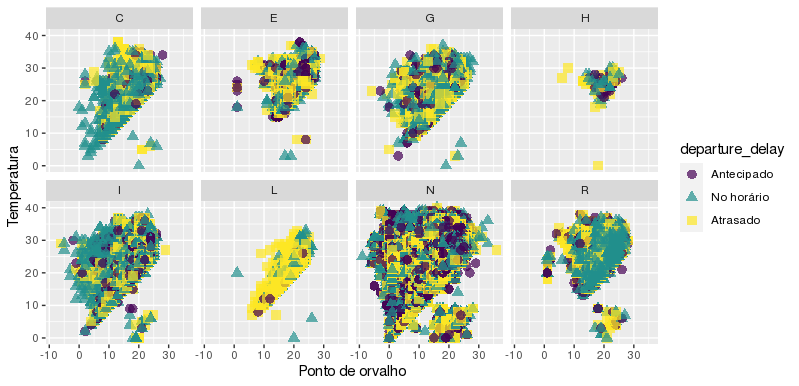 C E G H
40
30
20
10
0
I L N R
40
30
20
10
0
-10 0 10 20 30 -10 0 10 20 30 -10 0 10 20 30 -10 0 10 20 30
Ponto de orvalho
Temperatura
departure_delay
Antecipado
No horário
Atrasado